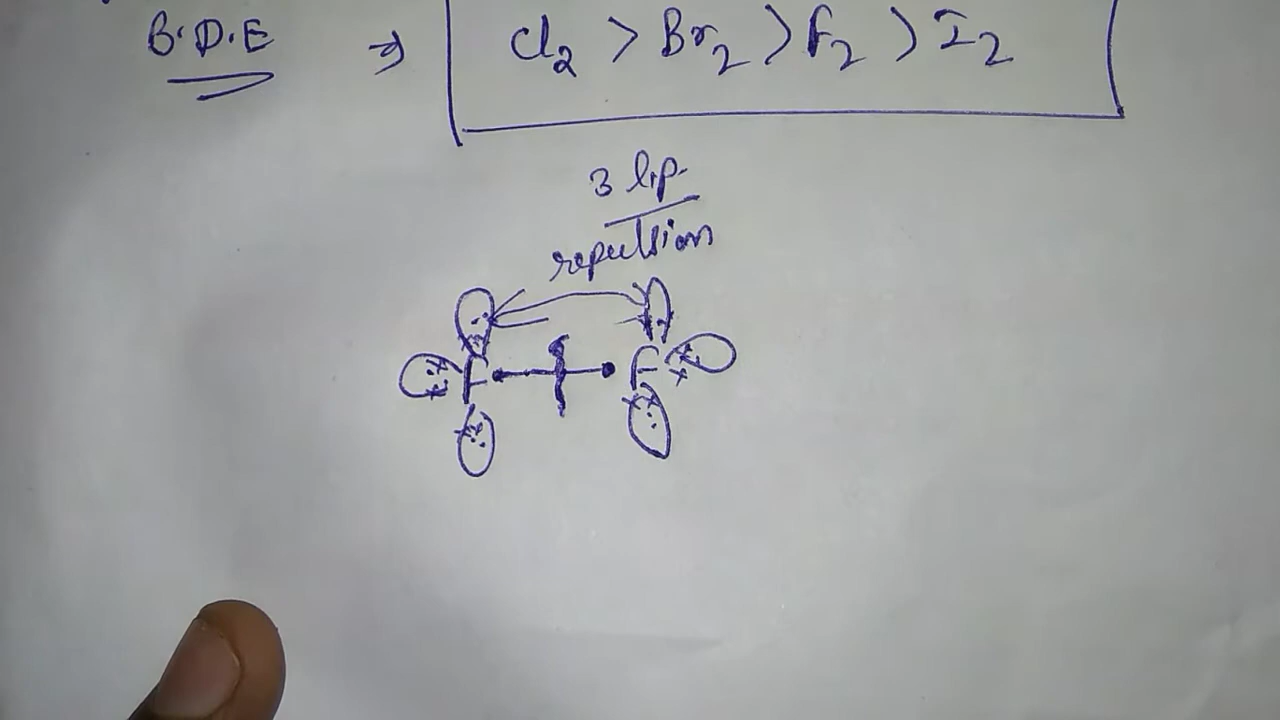 B.D.E ⇒ Cl₂ > Br₂ > F₂ > I₂
3 l.p.
repulsion
F F